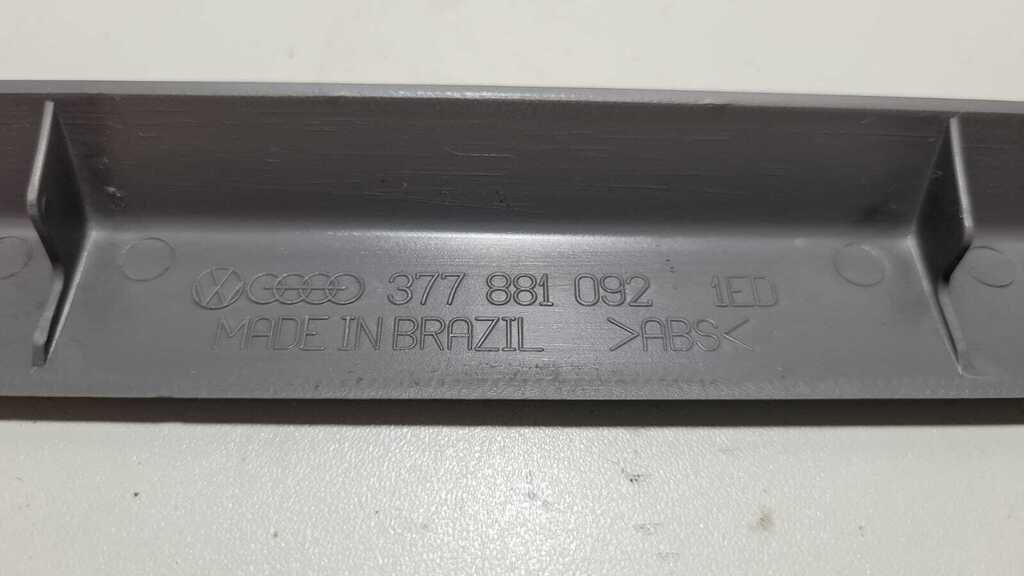 377 881 092 1ED
MADE IN BRAZIL >ABS<